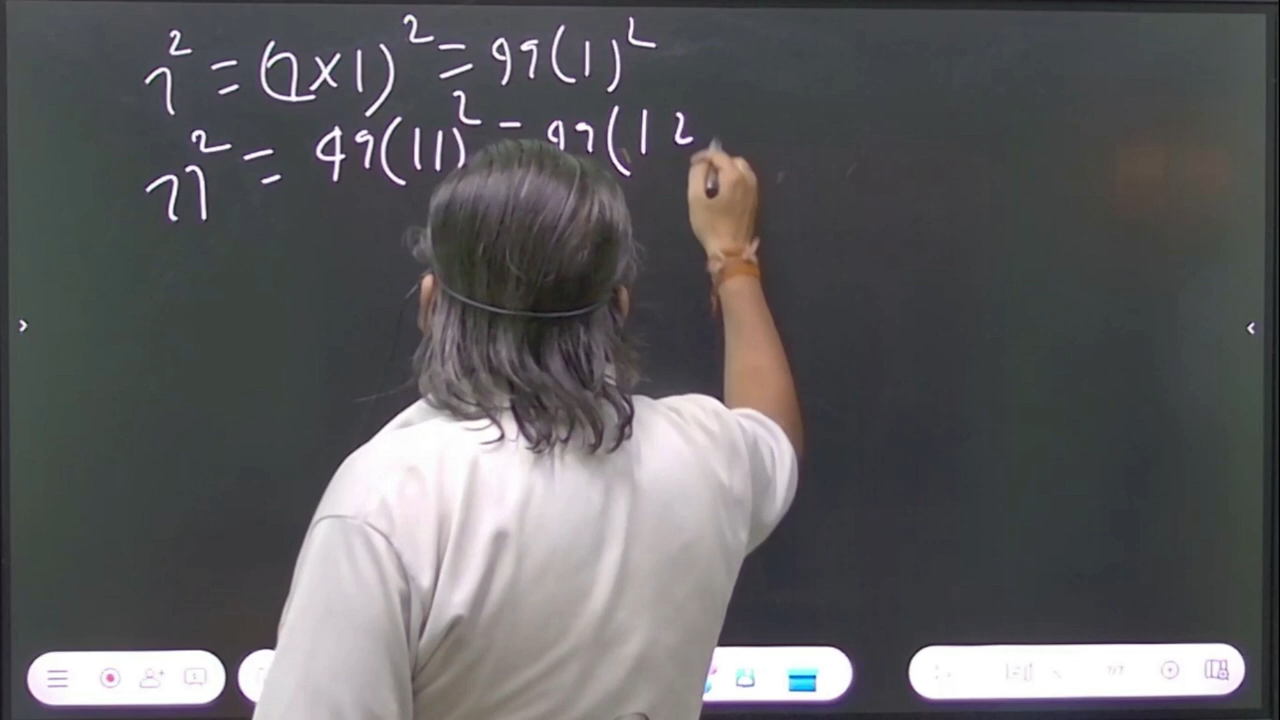 7² = (7×1)² = 49(1)²
77² = 49(11)² = 49(12